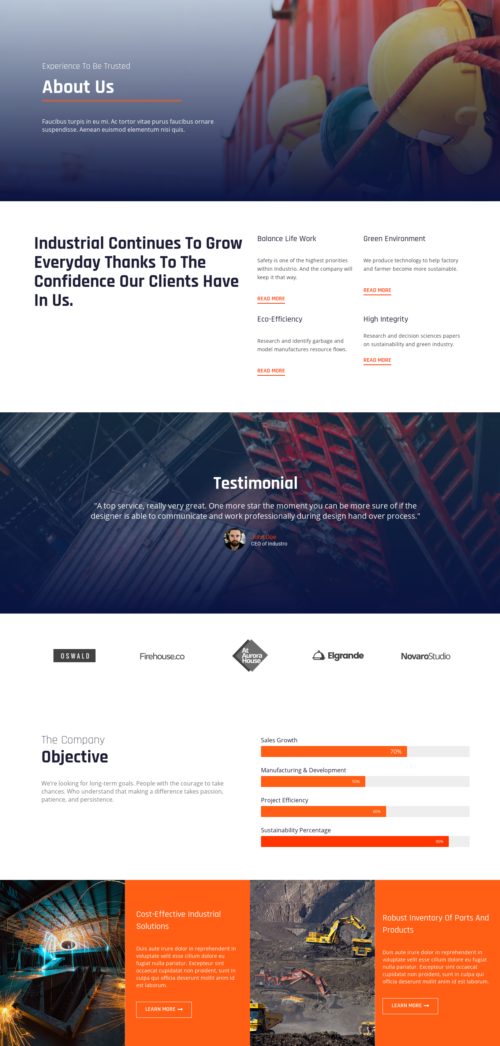 Experience To Be Trusted
About Us
Faucibus turpis in eu mi. Ac tortor vitae purus faucibus ornare
suspendisse. Aenean euismod elementum nisi quis.
Industrial Continues To Grow
Everyday Thanks To The
Confidence Our Clients Have
In Us.
Balance Life Work
Safety is one of the highest priorities
within Industrio. And the company will
keep it that way.
READ MORE
Green Environment
We produce technology to help factory
and farmer become more sustainable.
READ MORE
Eco-Efficiency
Research and identify garbage and
model manufactures resource flows.
READ MORE
High Integrity
Research and decision sciences papers
on sustainability and green industry.
READ MORE
Testimonial
"A top service, really very great. One more star the moment you can be more sure of if the
designer is able to communicate and work professionally during design hand over process."
John Doe
CEO of Industro
OSWALD
Firehouse.co
At
Aurora
House
Elgrande
NovaroStudio
The Company
Objective
We're looking for long-term goals. People with the courage to take
chances. Who understand that making a difference takes passion,
patience, and persistence.
Sales Growth
70%
Manufacturing & Development
Project Efficiency
Sustainability Percentage
Cost-Effective Industrial
Solutions
Duis aute irure dolor in reprehenderit in
voluptate velit esse cillum dolore eu
fugiat nulla pariatur. Excepteur sint
occaecat cupidatat non proident, sunt in
culpa qui officia deserunt mollit anim id
est laborum.
LEARN MORE →
Robust Inventory Of Parts And
Products
Duis aute irure dolor in reprehenderit in
voluptate velit esse cillum dolore eu
fugiat nulla pariatur. Excepteur sint
occaecat cupidatat non proident, sunt in
culpa qui officia deserunt mollit anim id
est laborum.
LEARN MORE →